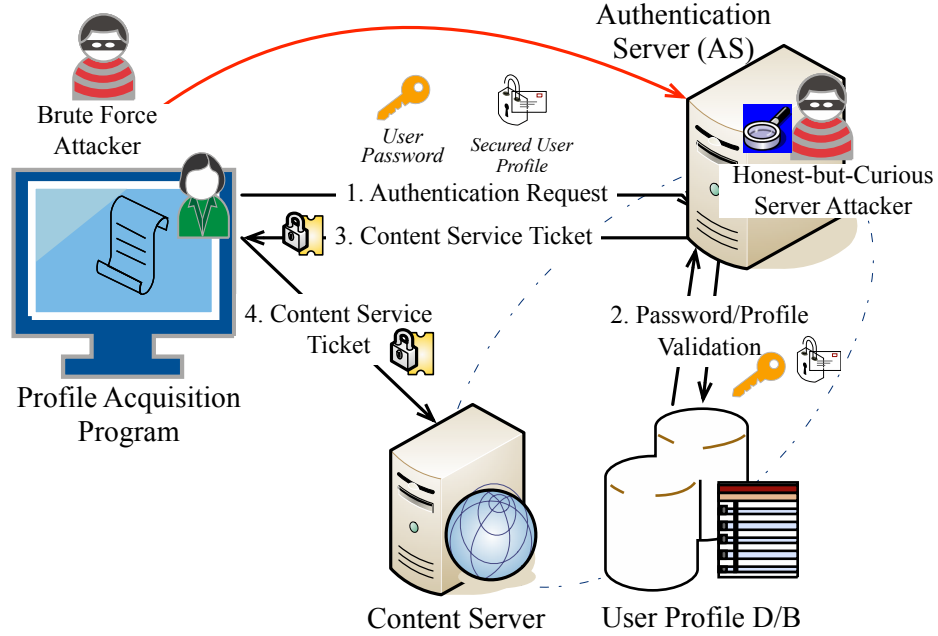 Authentication
Server (AS)
Brute Force
Attacker
User
Password
Secured User
Profile
Honest-but-Curious
Server Attacker
1. Authentication Request
3. Content Service Ticket
4. Content Service
Ticket
2. Password/Profile
Validation
Profile Acquisition
Program
Content Server
User Profile D/B